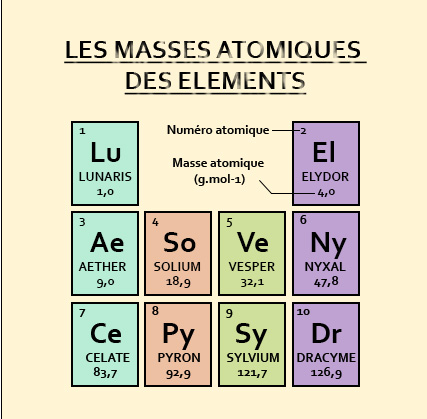 LES MASSES ATOMIQUES
DES ELEMENTS
1
Lu
LUNARIS
1,0
Numéro atomique
Masse atomique
(g.mol-1)
2
El
ELYDOR
4,0
3
Ae
AETHER
9,0
4
So
SOLIUM
18,9
5
Ve
VESPER
32,1
6
Ny
NYXAL
47,8
7
Ce
CELATE
83,7
8
Py
PYRON
92,9
9
Sy
SYLVIUM
121,7
10
Dr
DRACYME
126,9